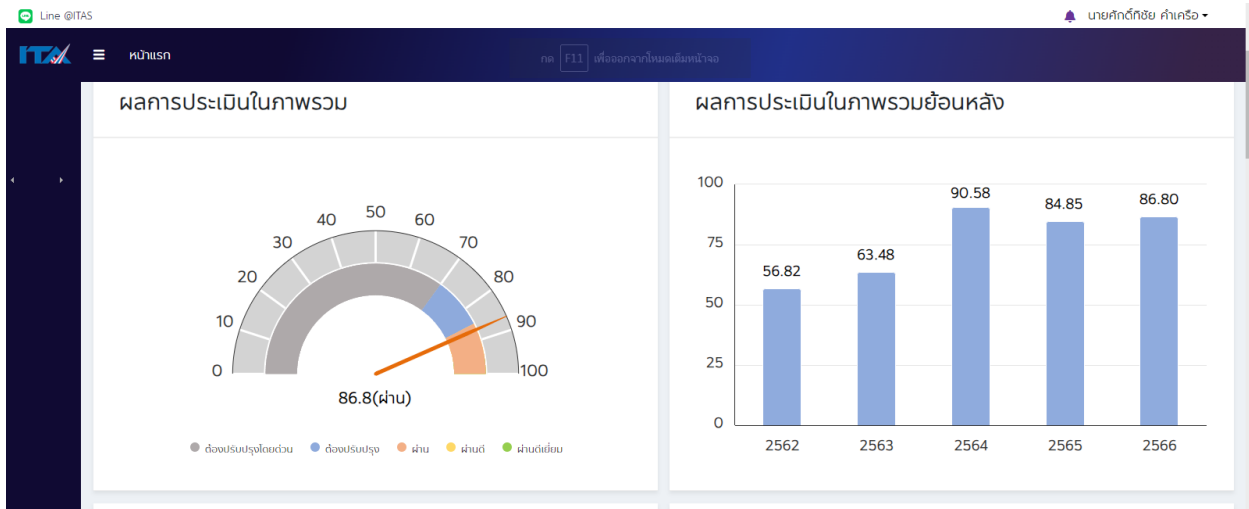 Line @ITAS
นายศักดิ์ทิชัย คำเครือ
ITA
หน้าแรก
กด F11 เพื่อออกจากโหมดเต็มหน้าจอ
ผลการประเมินในภาพรวม
0
10
20
30
40
50
60
70
80
90
100
86.8(ผ่าน)
ต้องปรับปรุงโดยด่วน ต้องปรับปรุง ผ่าน ผ่านดี ผ่านดีเยี่ยม
ผลการประเมินในภาพรวมย้อนหลัง
100
75
50
25
0
56.82
63.48
90.58
84.85
86.80
2562 2563 2564 2565 2566